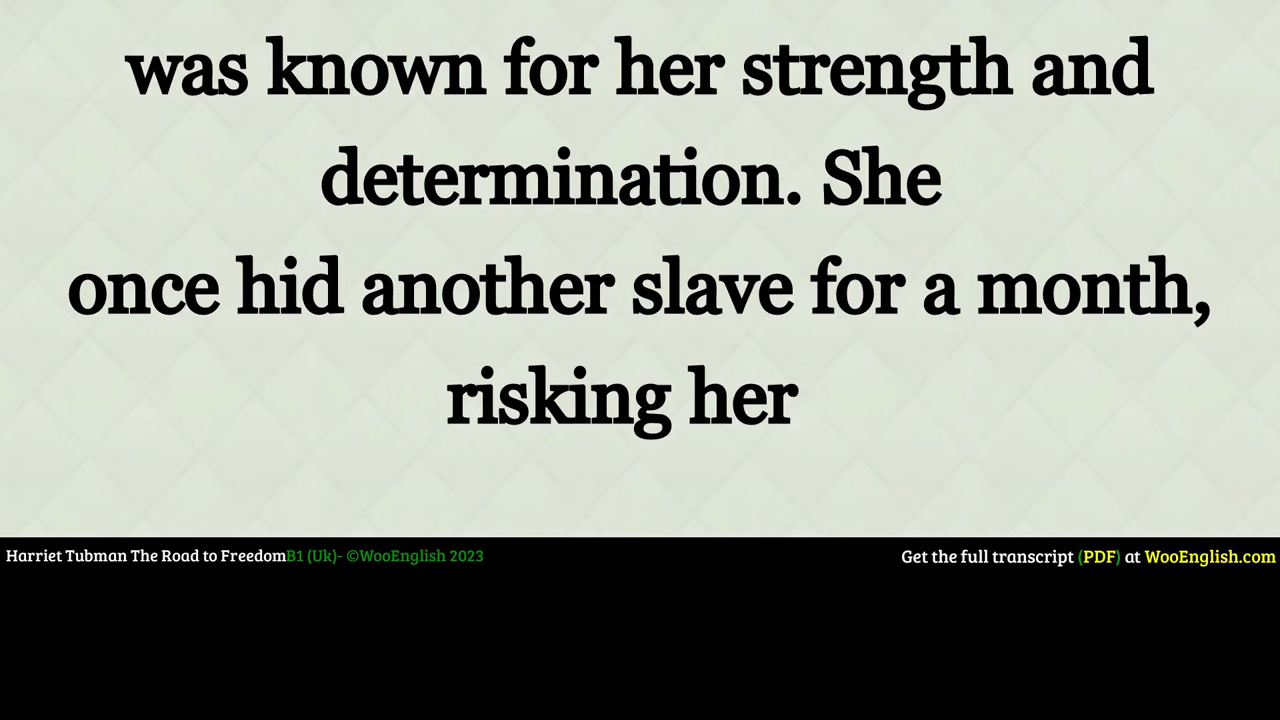 was known for her strength and
determination. She
once hid another slave for a month,
risking her
Harriet Tubman The Road to FreedomB1 (Uk)- ©WooEnglish 2023
Get the full transcript (PDF) at WooEnglish.com